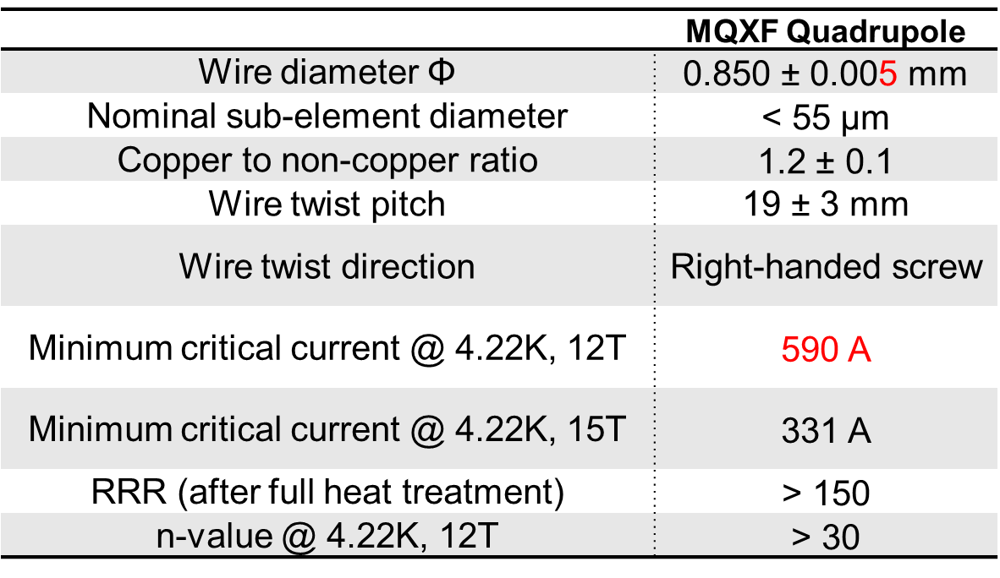 MQXF Quadrupole
Wire diameter Φ 0.850 ± 0.005 mm
Nominal sub-element diameter < 55 μm
Copper to non-copper ratio 1.2 ± 0.1
Wire twist pitch 19 ± 3 mm
Wire twist direction Right-handed screw
Minimum critical current @ 4.22K, 12T 590 A
Minimum critical current @ 4.22K, 15T 331 A
RRR (after full heat treatment) > 150
n-value @ 4.22K, 12T > 30